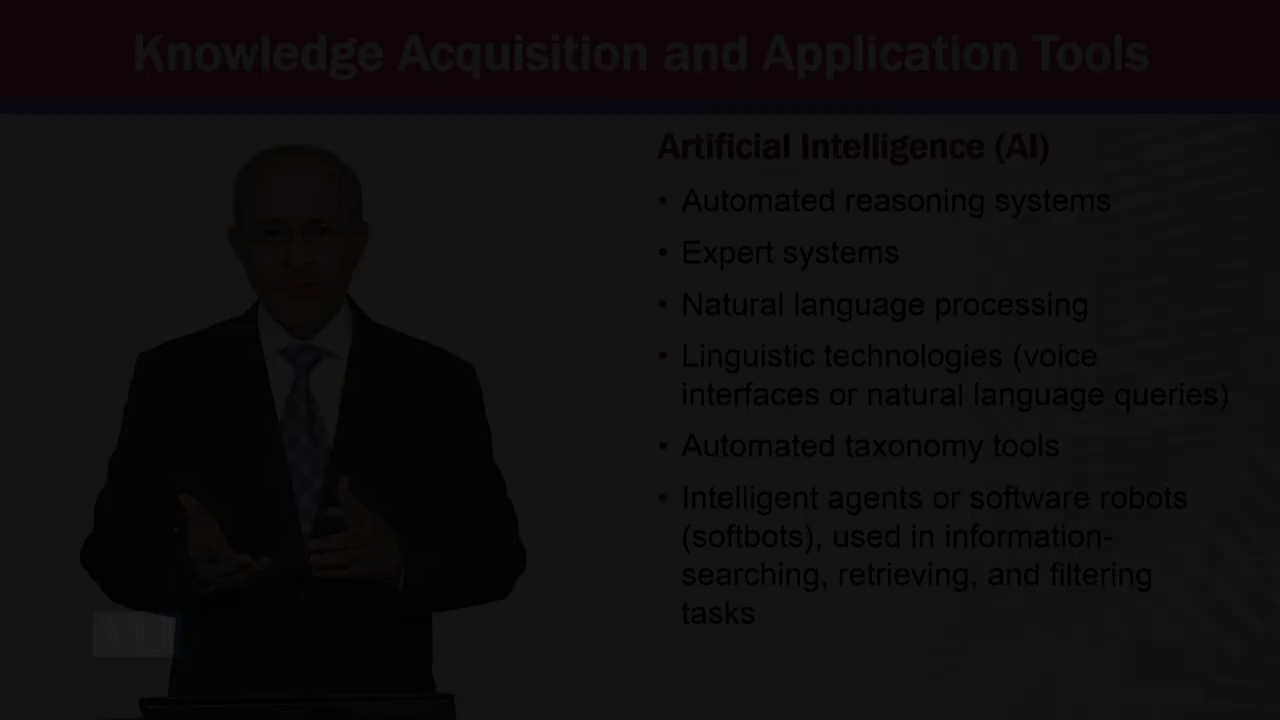 Knowledge Acquisition and Application Tools
Artificial Intelligence (AI)
• Automated reasoning systems
• Expert systems
• Natural language processing
• Linguistic technologies (voice
interfaces or natural language queries)
• Automated taxonomy tools
• Intelligent agents or software robots
(softbots), used in information-
searching, retrieving, and filtering
tasks
VU